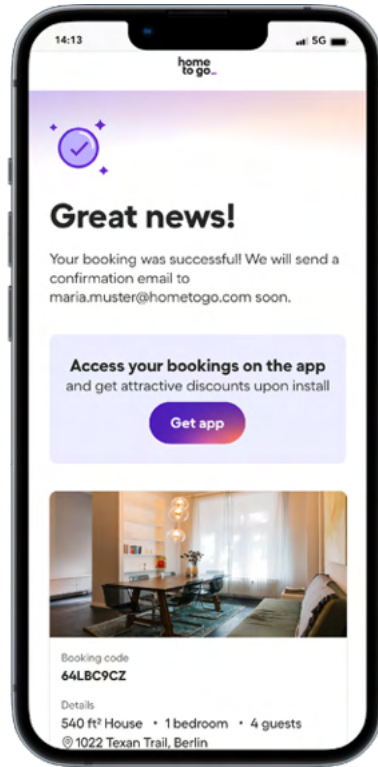 14:13
5G
home
to go_
Great news!
Your booking was successful! We will send a
confirmation email to
maria.muster@hometogo.com soon.
Access your bookings on the app
and get attractive discounts upon install
Get app
Booking code
64LBC9CZ
Details
540 ft² House • 1 bedroom • 4 guests
1022 Texan Trail, Berlin